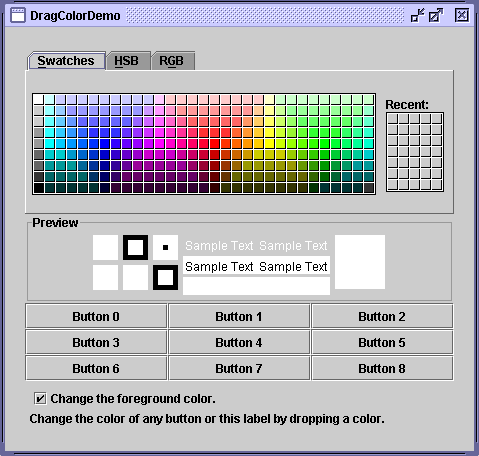 DragColorDemo
Swatches HSB RGB
Recent:
Preview
Sample Text Sample Text
Sample Text Sample Text
Button 0 Button 1 Button 2
Button 3 Button 4 Button 5
Button 6 Button 7 Button 8
Change the foreground color.
Change the color of any button or this label by dropping a color.